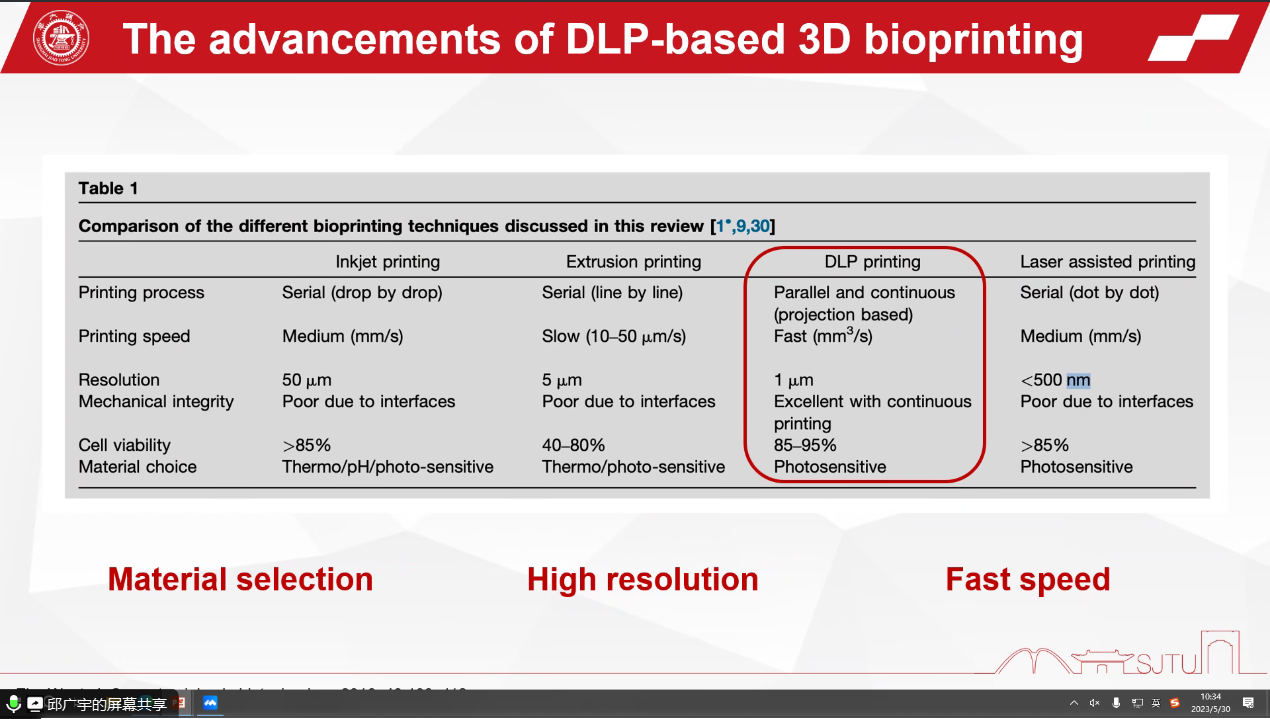 The advancements of DLP-based 3D bioprinting
Table 1
Comparison of the different bioprinting techniques discussed in this review [1•,9,30]
Inkjet printing Extrusion printing DLP printing Laser assisted printing
Printing process Serial (drop by drop) Serial (line by line) Parallel and continuous (projection based) Serial (dot by dot)
Printing speed Medium (mm/s) Slow (10–50 μm/s) Fast (mm³/s) Medium (mm/s)
Resolution 50 μm 5 μm 1 μm <500 nm
Mechanical integrity Poor due to interfaces Poor due to interfaces Excellent with continuous printing Poor due to interfaces
Cell viability >85% 40–80% 85–95% >85%
Material choice Thermo/pH/photo-sensitive Thermo/photo-sensitive Photosensitive Photosensitive
Material selection High resolution Fast speed
SJTU
邱广宇的屏幕共享
英
10:34
2023/5/30